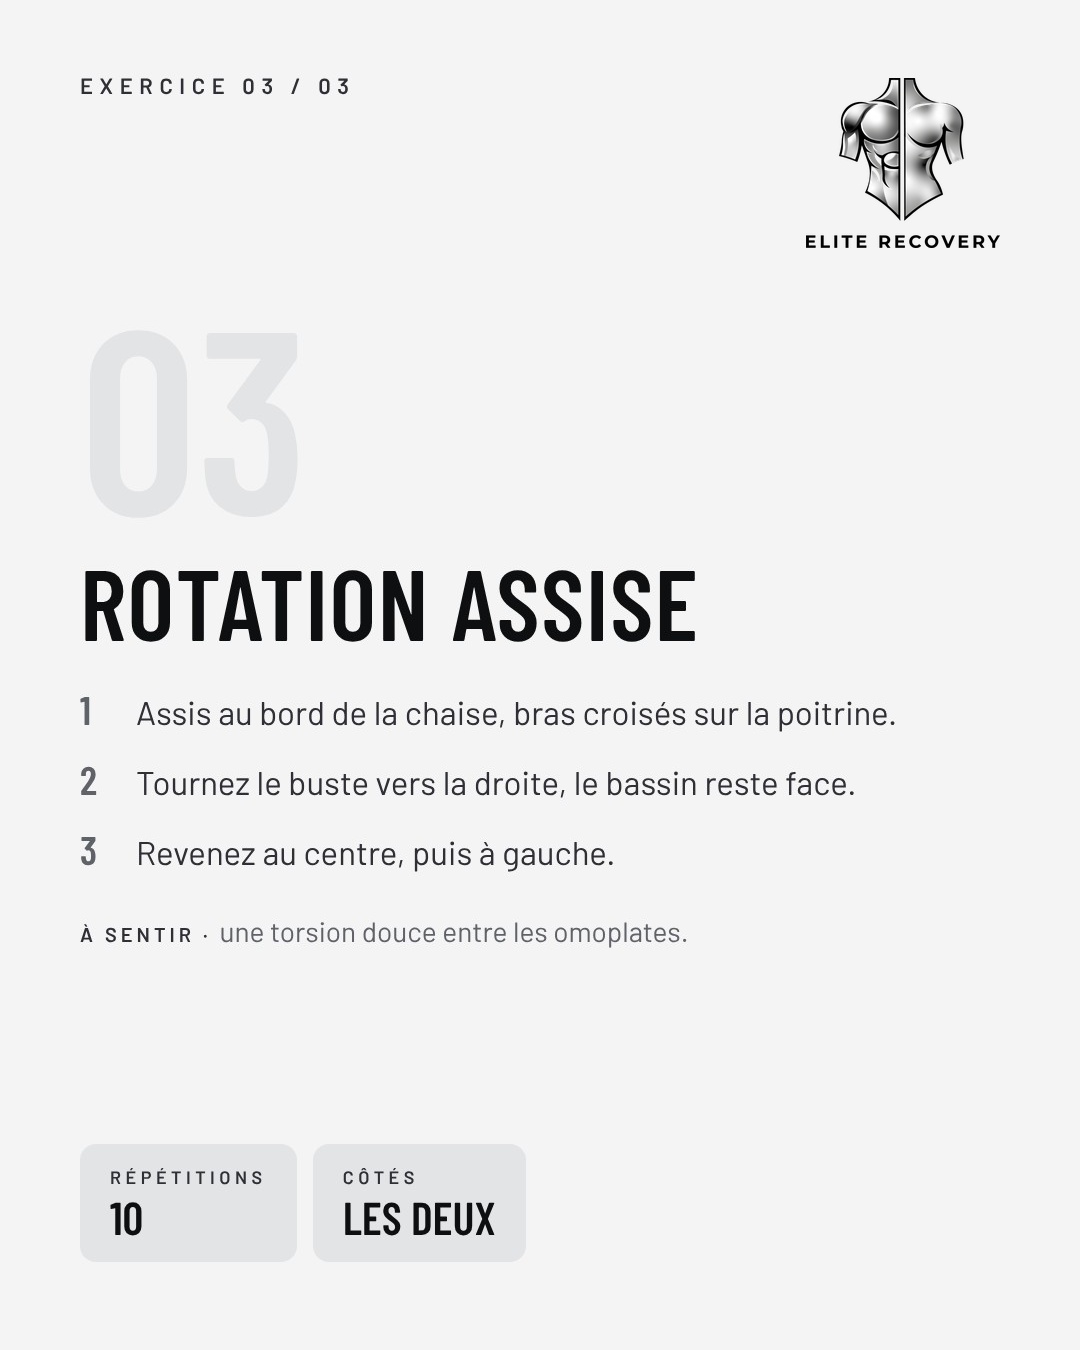 EXERCICE 03 / 03
ELITE RECOVERY
03
ROTATION ASSISE
1 Assis au bord de la chaise, bras croisés sur la poitrine.
2 Tournez le buste vers la droite, le bassin reste face.
3 Revenez au centre, puis à gauche.
À SENTIR · une torsion douce entre les omoplates.
RÉPÉTITIONS
10
CÔTÉS
LES DEUX